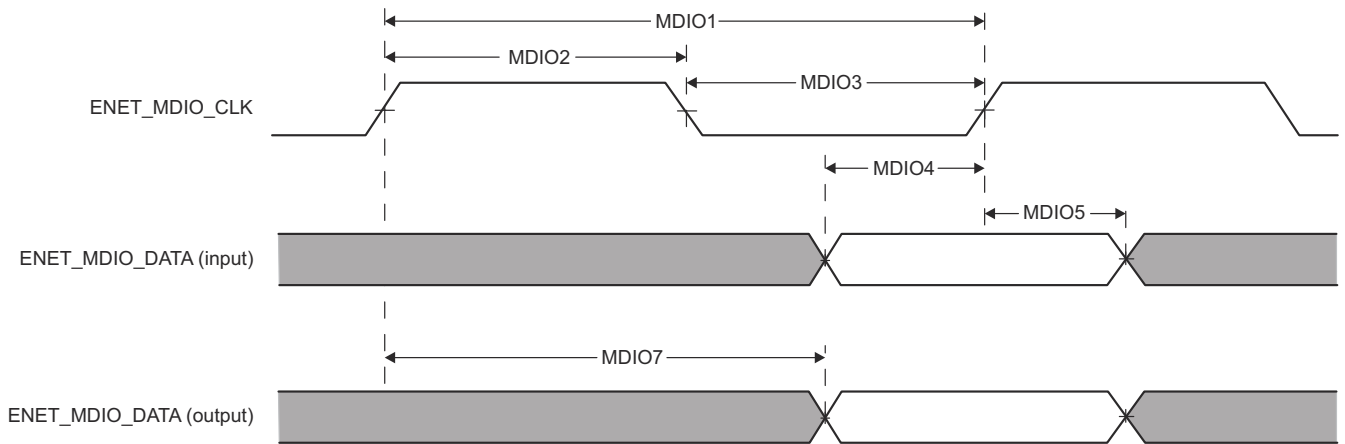 MDIO1
MDIO2
MDIO3
ENET_MDIO_CLK
MDIO4
MDIO5
ENET_MDIO_DATA (input)
MDIO7
ENET_MDIO_DATA (output)